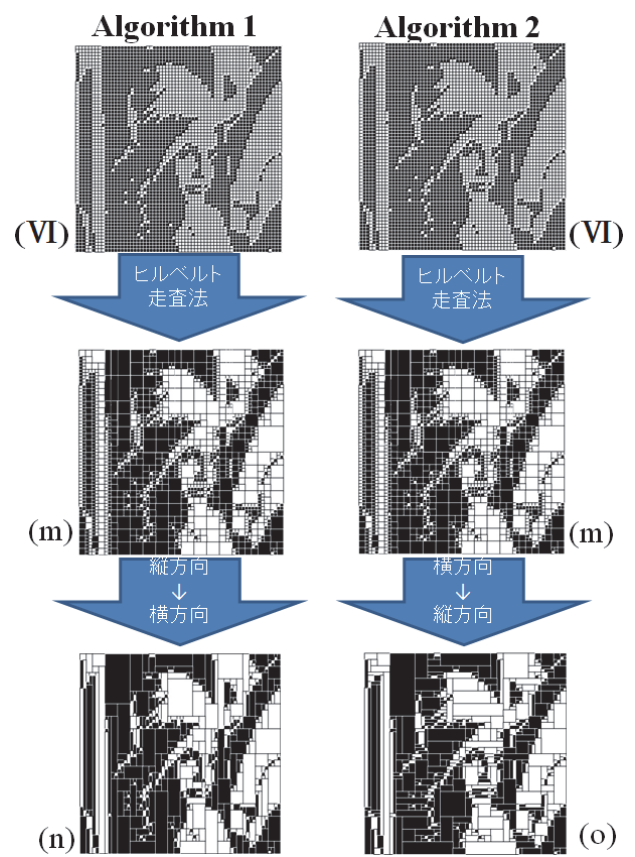 Algorithm 1
Algorithm 2
(VI)
(VI)
ヒルベルト
走査法
ヒルベルト
走査法
(m)
(m)
縦方向
↓
横方向
横方向
↓
縦方向
(n)
(o)